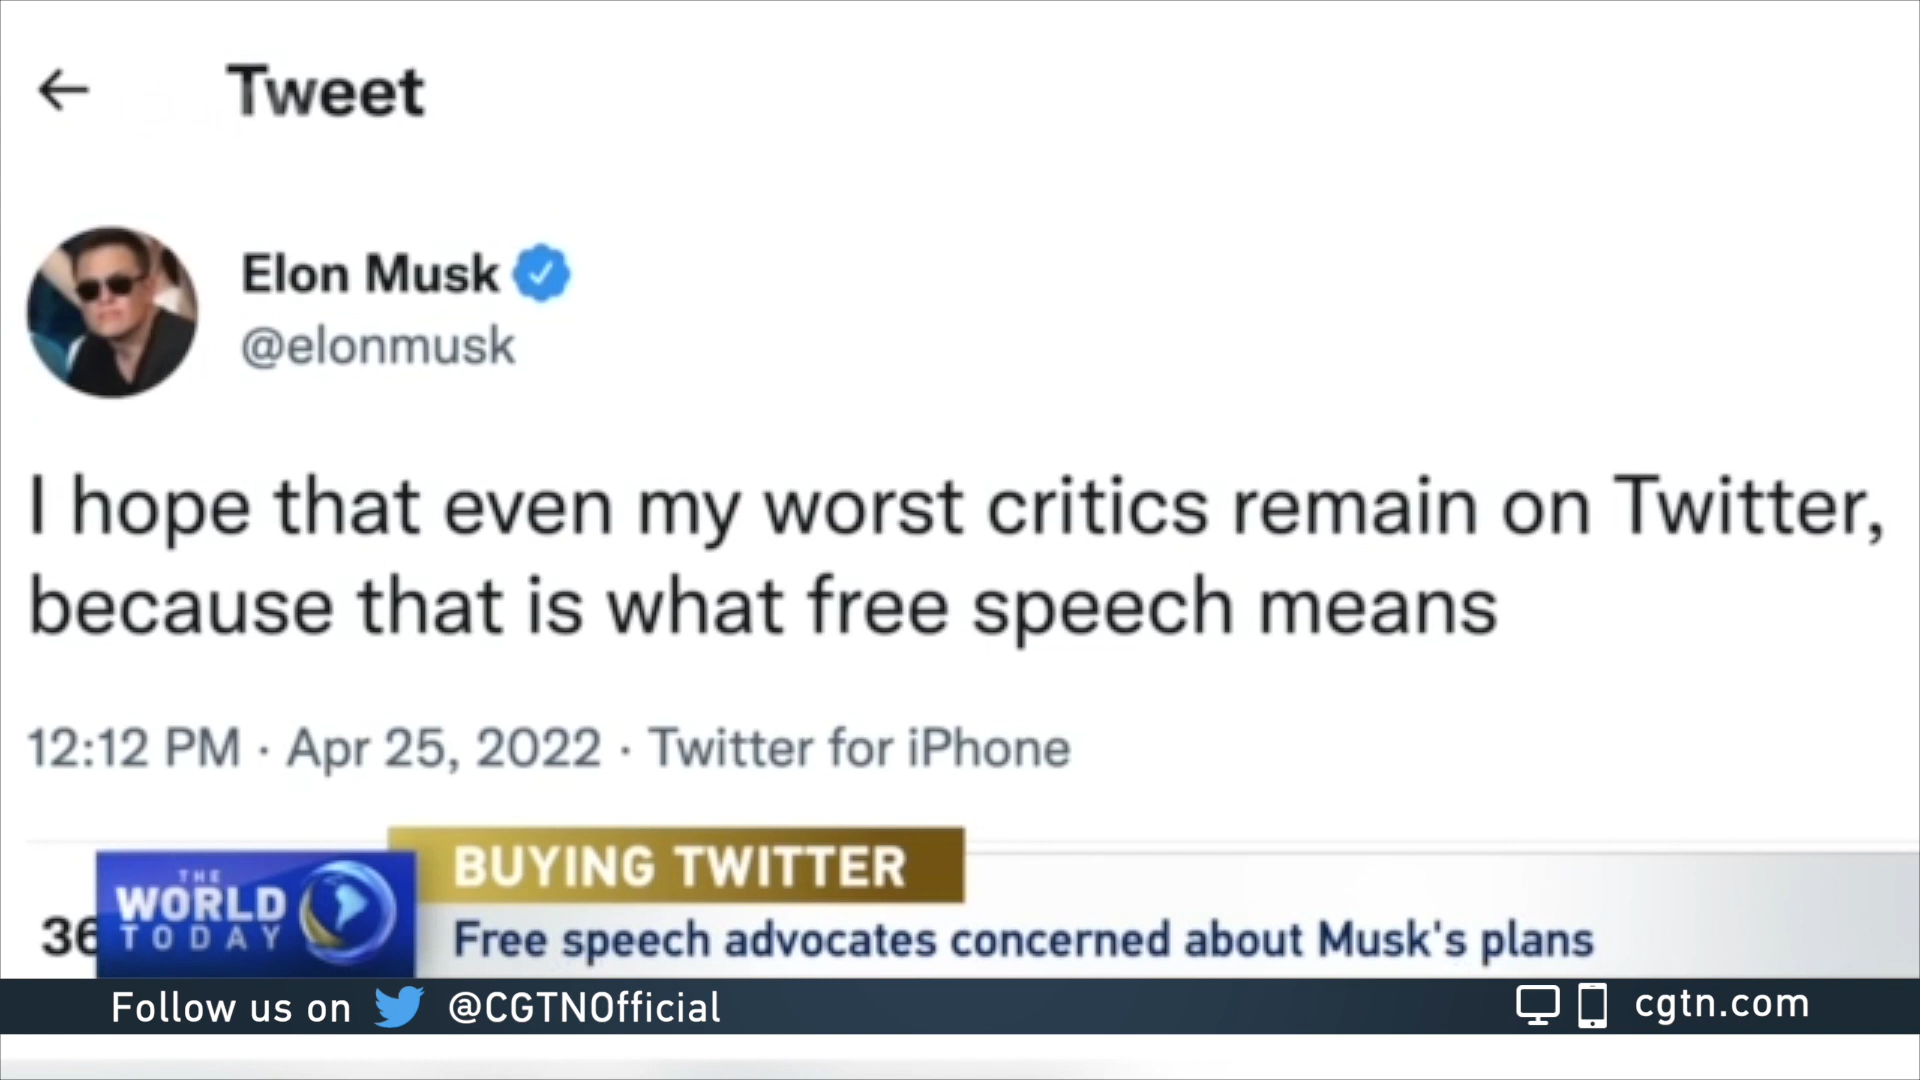 Tweet
Elon Musk
@elonmusk
I hope that even my worst critics remain on Twitter,
because that is what free speech means
12:12 PM · Apr 25, 2022 · Twitter for iPhone
BUYING TWITTER
THE
WORLD
TODAY
36
Free speech advocates concerned about Musk's plans
Follow us on @CGTNOfficial
cgtn.com